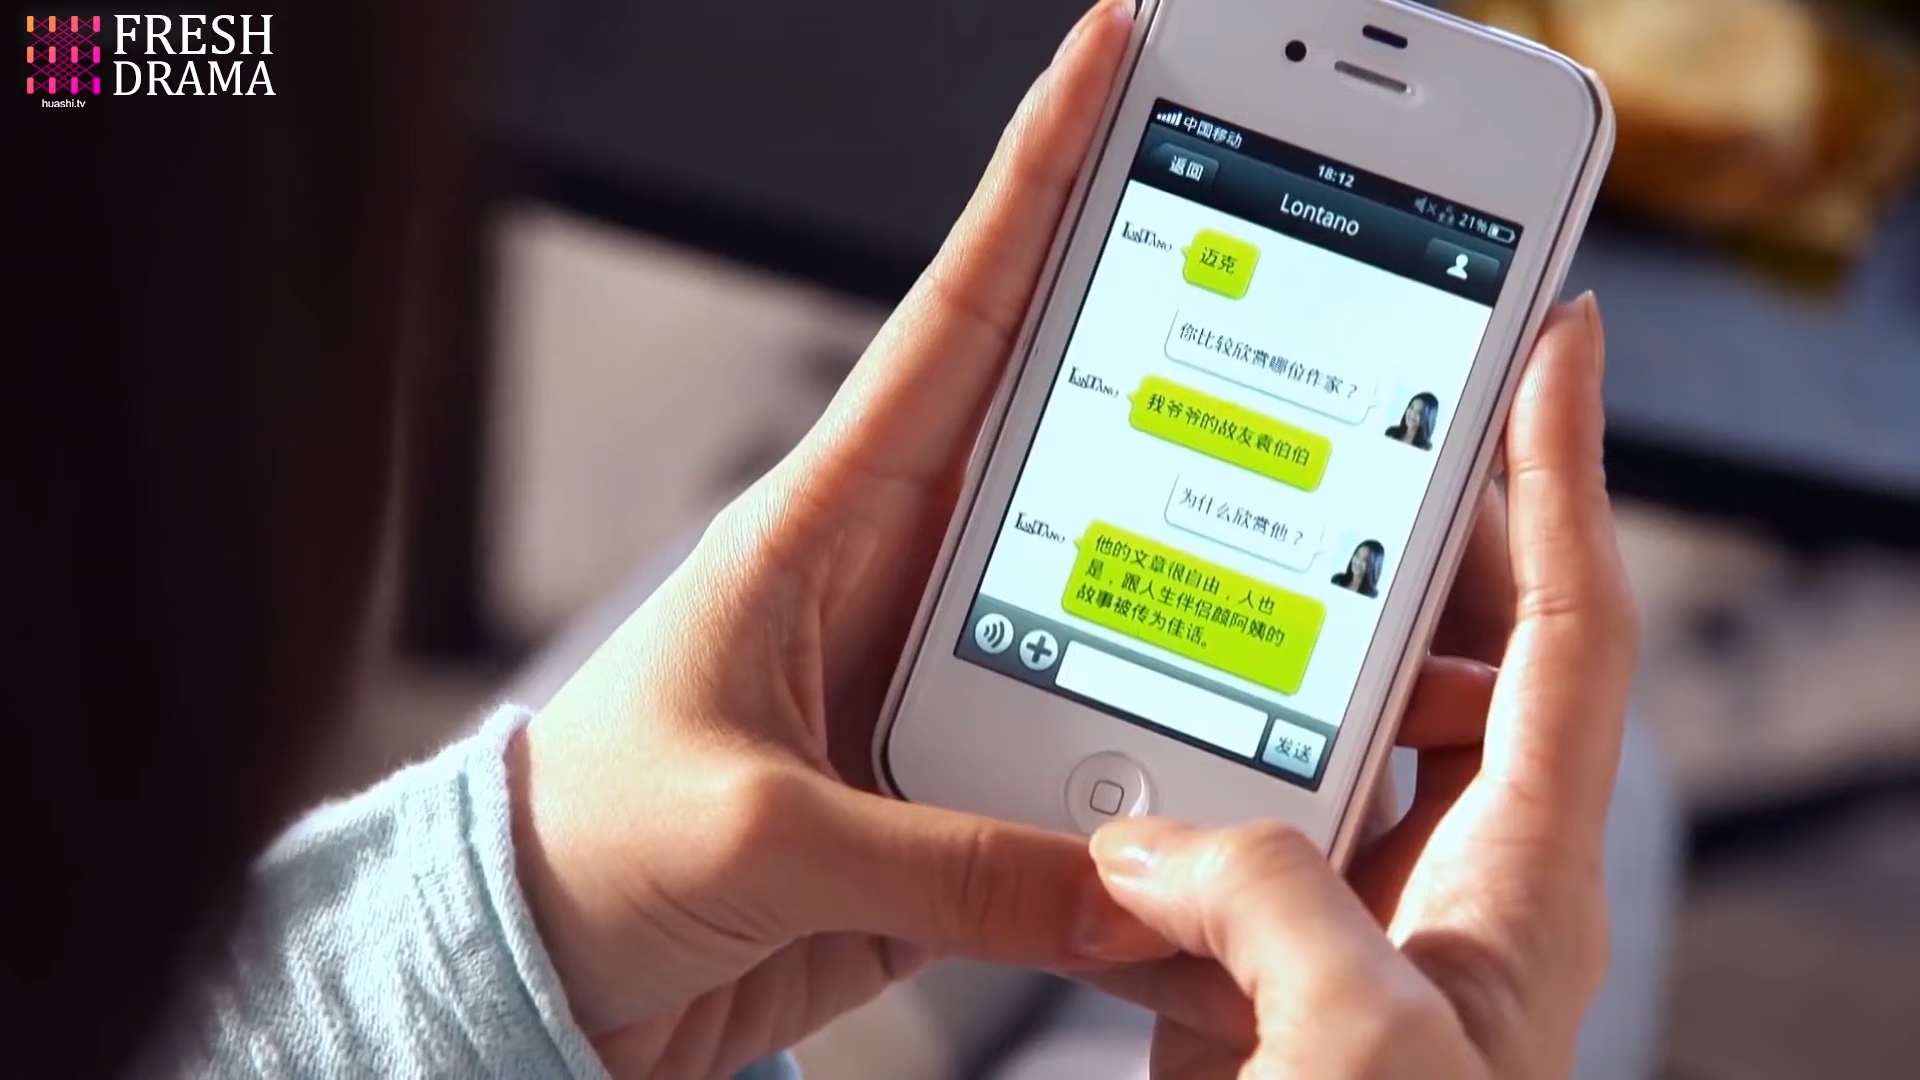 FRESH
DRAMA
huashi.tv
中国移动
18:12
21%
返回
Lontano
LONTANO
迈克
你比较欣赏哪位作家？
LONTANO
我爷爷的故友袁伯伯
为什么欣赏他？
LONTANO
他的文章很自由，人也
是，跟人生伴侣颜阿姨的
故事被传为佳话。
发送